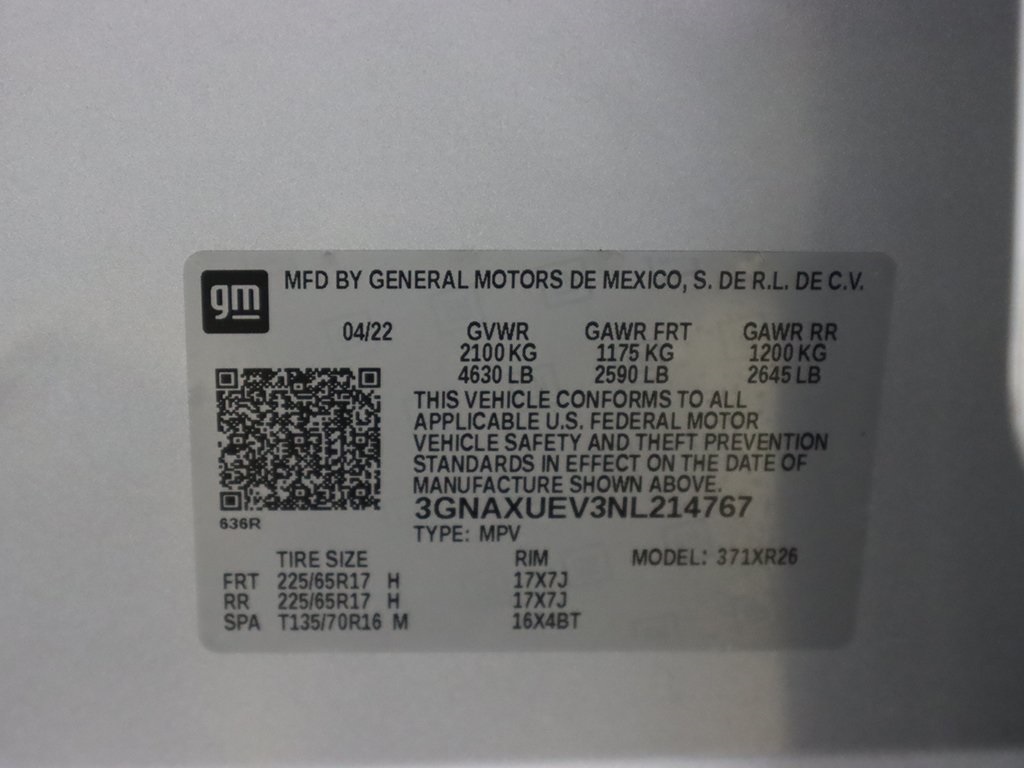 gm MFD BY GENERAL MOTORS DE MEXICO, S. DE R.L. DE C.V.
04/22 GVWR GAWR FRT GAWR RR
2100 KG 1175 KG 1200 KG
4630 LB 2590 LB 2645 LB
THIS VEHICLE CONFORMS TO ALL
APPLICABLE U.S. FEDERAL MOTOR
VEHICLE SAFETY AND THEFT PREVENTION
STANDARDS IN EFFECT ON THE DATE OF
MANUFACTURE SHOWN ABOVE.
3GNAXUEV3NL214767
636R
TYPE: MPV
TIRE SIZE RIM MODEL: 371XR26
FRT 225/65R17 H 17X7J
RR 225/65R17 H 17X7J
SPA T135/70R16 M 16X4BT